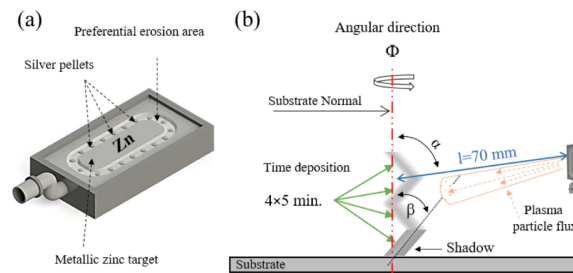 (a)
Preferential erosion area
Silver pellets
Zn
Metallic zinc target
(b)
Angular direction
Φ
Substrate Normal
α
l=70 mm
Time deposition
4×5 min.
β
Plasma
particle flux
Shadow
Substrate